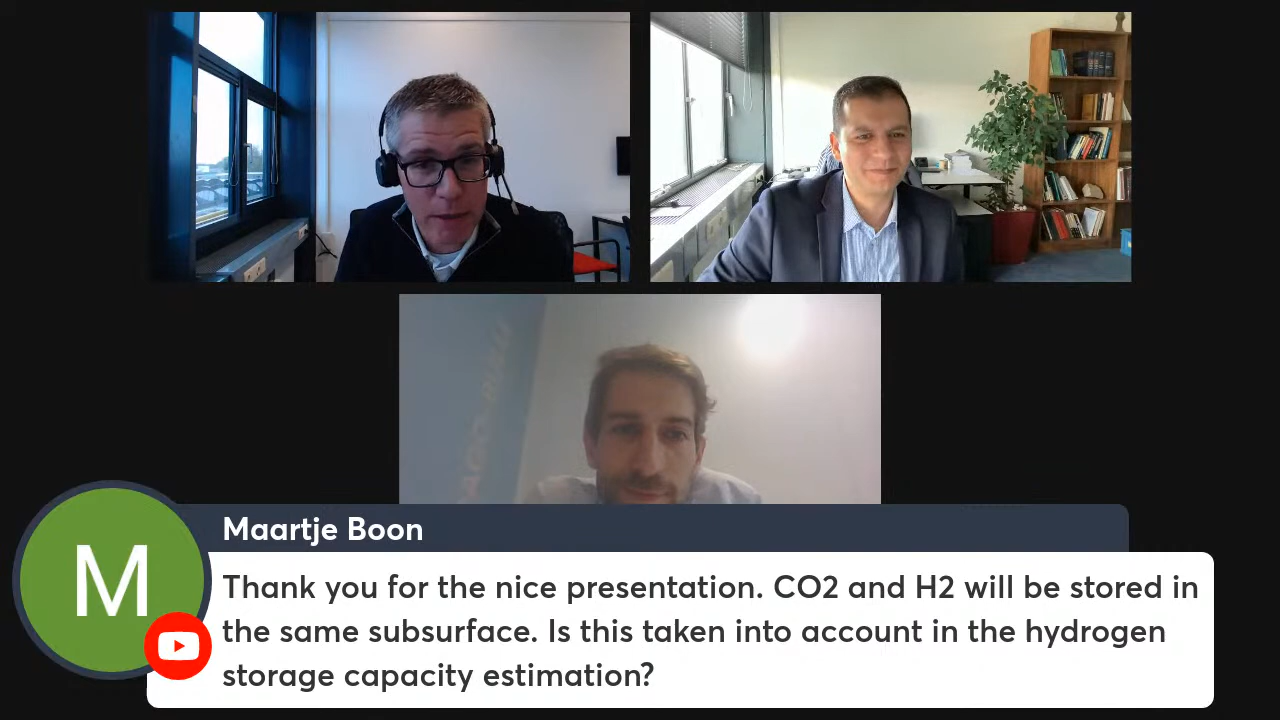 M
Maartje Boon
Thank you for the nice presentation. CO2 and H2 will be stored in
the same subsurface. Is this taken into account in the hydrogen
storage capacity estimation?